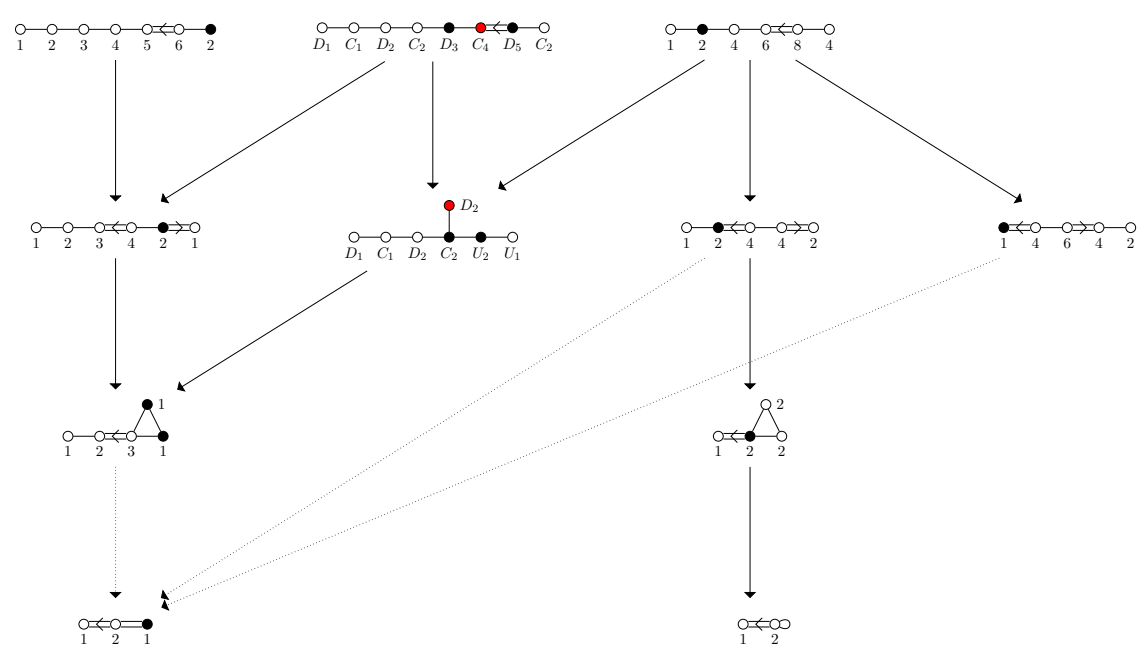 1 2 3 4 5 6 2
D₁ C₁ D₂ C₂ D₃ C₄ D₅ C₂
1 2 4 6 8 4
1 2 3 4 2 1
D₂
D₁ C₁ D₂ C₂ U₂ U₁
1 2 4 4 2
1 4 6 4 2
1
1 2 3 1
2
1 2 2
1 2 1
1 2